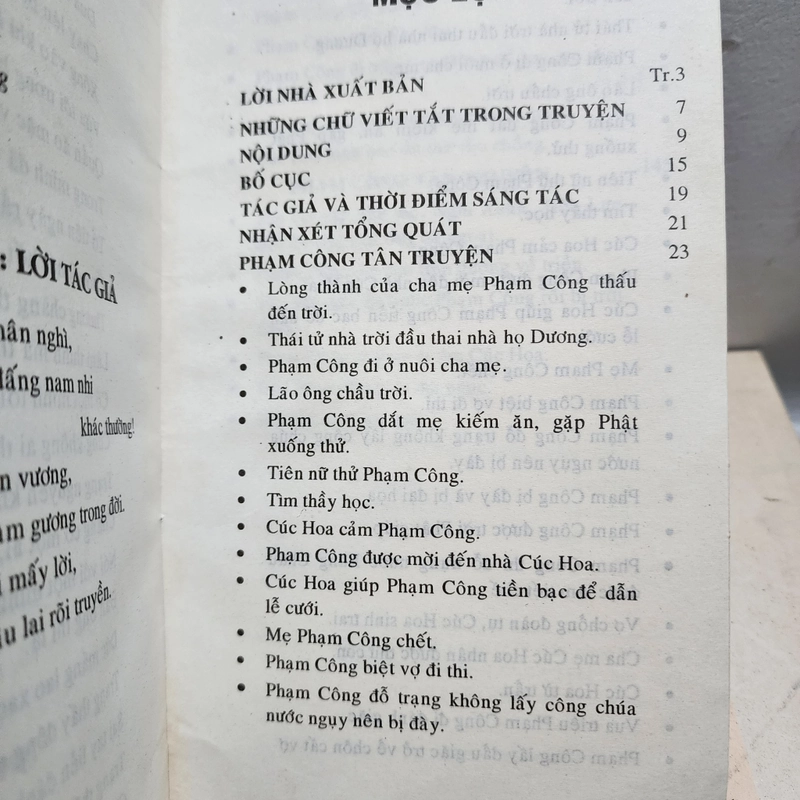 : LỜI TÁC GIẢ
nghì,
đấng nam nhi
khác thường!
vương,
gương trong đời.
mấy lời,
lai rõi truyền.
LỜI NHÀ XUẤT BẢN Tr.3
NHỮNG CHỮ VIẾT TẮT TRONG TRUYỆN 7
NỘI DUNG 9
BỐ CỤC 15
TÁC GIẢ VÀ THỜI ĐIỂM SÁNG TÁC 19
NHẬN XÉT TỔNG QUÁT 21
PHẠM CÔNG TÂN TRUYỆN 23
• Lòng thành của cha mẹ Phạm Công thấu
đến trời.
• Thái tử nhà trời đầu thai nhà họ Dương.
• Phạm Công đi ở nuôi cha mẹ.
• Lão ông chầu trời.
• Phạm Công dắt mẹ kiếm ăn, gặp Phật
xuống thử.
• Tiên nữ thử Phạm Công.
• Tìm thầy học.
• Cúc Hoa cảm Phạm Công.
• Phạm Công được mời đến nhà Cúc Hoa.
• Cúc Hoa giúp Phạm Công tiền bạc để dẫn
lễ cưới.
• Mẹ Phạm Công chết.
• Phạm Công biệt vợ đi thi.
• Phạm Công đỗ trạng không lấy công chúa
nước ngụy nên bị đày.